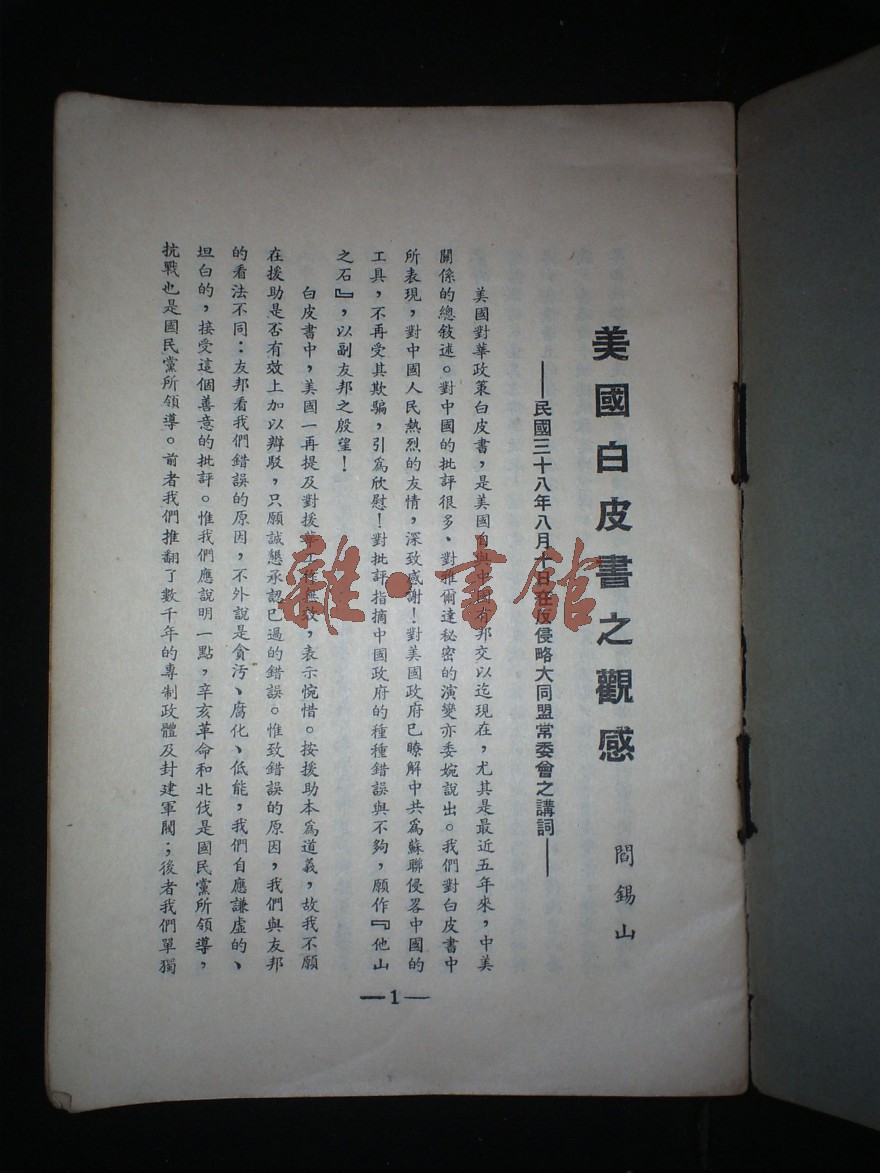 美國白皮書之觀感
閻錫山
——民國三十八年八月十日在反侵略大同盟常委會之講詞——
美國對華政策白皮書，是美國自與中國有邦交以迄現在，尤其是最近五年來，中美
關係的總敍述。對中國的批評很多、對雅爾達秘密的演變亦委婉說出。我們對白皮書中
所表現，對中國人民熱烈的友情，深致感謝！對美國政府已瞭解中共爲蘇聯侵畧中國的
工具，不再受其欺騙，引爲欣慰！對批評指摘中國政府的種種錯誤與不夠，願作『他山
之石』，以副友邦之殷望！
白皮書中，美國一再提及對援華工作無效，表示惋惜。按援助本爲道義，故我不願
在援助是否有效上加以辯駁，只願誠懇承認已過的錯誤。惟致錯誤的原因，我們與友邦
的看法不同：友邦看我們錯誤的原因，不外說是貪汚、腐化、低能，我們自應謙虛的、
坦白的，接受這個善意的批評。惟我們應說明一點，辛亥革命和北伐是國民黨所領導，
抗戰也是國民黨所領導。前者我們推翻了數千年的專制政體及封建軍閥；後者我們單獨
—1—
雜·書館